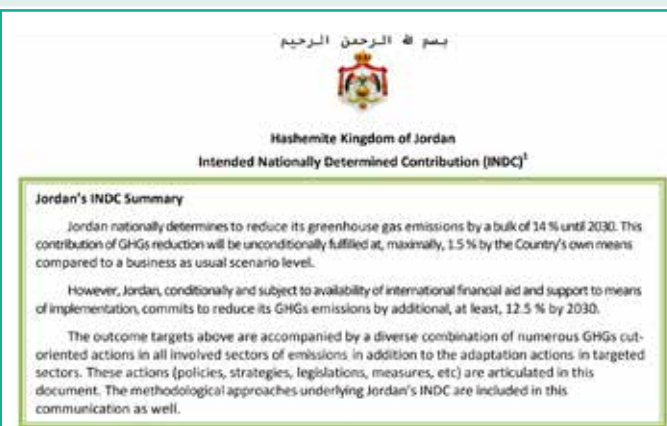 بسم الله الرحمن الرحيم
Hashemite Kingdom of Jordan
Intended Nationally Determined Contribution (INDC)¹
Jordan's INDC Summary
Jordan nationally determines to reduce its greenhouse gas emissions by a bulk of 14 % until 2030. This
contribution of GHGs reduction will be unconditionally fulfilled at, maximally, 1.5 % by the Country's own means
compared to a business as usual scenario level.
However, Jordan, conditionally and subject to availability of international financial aid and support to means
of implementation, commits to reduce its GHGs emissions by additional, at least, 12.5 % by 2030.
The outcome targets above are accompanied by a diverse combination of numerous GHGs cut-
oriented actions in all involved sectors of emissions in addition to the adaptation actions in targeted
sectors. These actions (policies, strategies, legislations, measures, etc) are articulated in this
document. The methodological approaches underlying Jordan's INDC are included in this
communication as well.